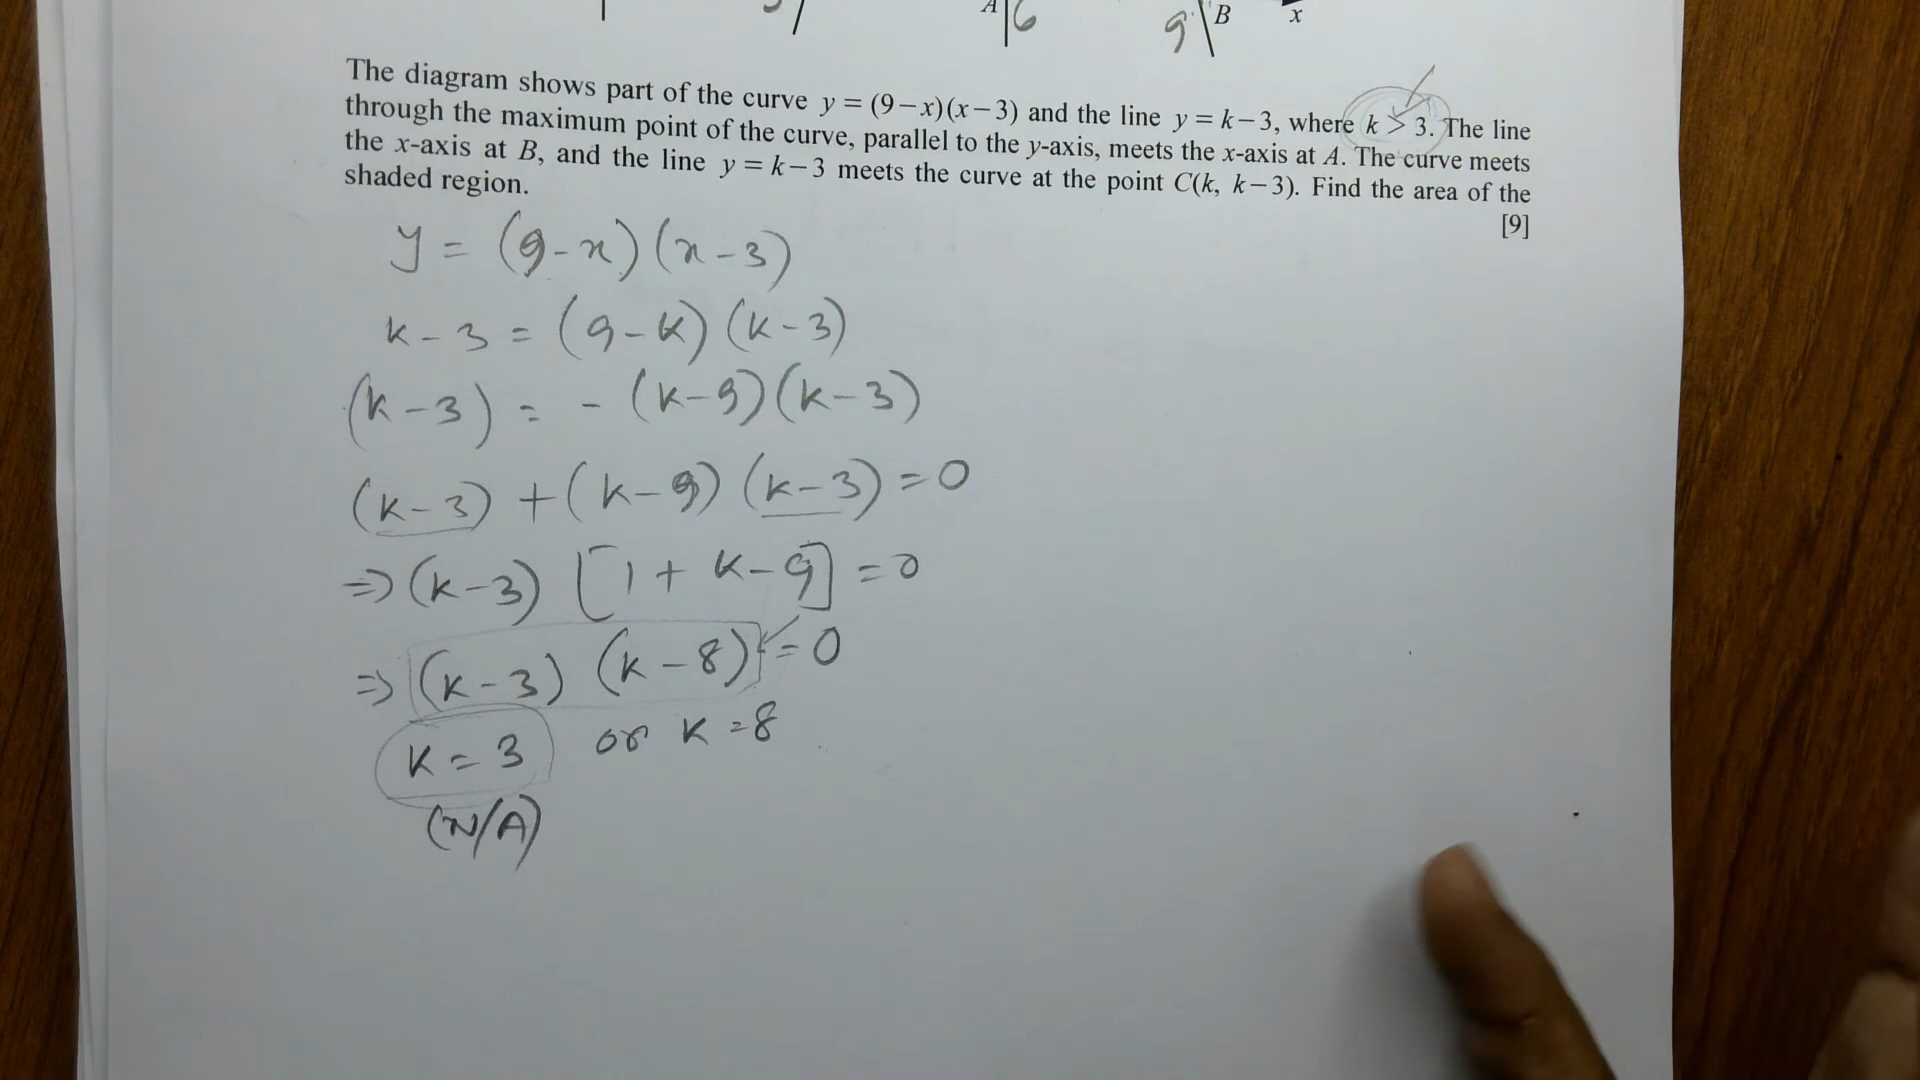 A 6 9 B x
The diagram shows part of the curve y = (9−x)(x−3) and the line y = k−3, where k > 3. The line
through the maximum point of the curve, parallel to the y-axis, meets the x-axis at A. The curve meets
the x-axis at B, and the line y = k−3 meets the curve at the point C(k, k−3). Find the area of the
shaded region.
[9]
y = (9-x)(x-3)
k-3 = (9-k)(k-3)
(k-3) = -(k-9)(k-3)
(k-3)+(k-9)(k-3)=0
⇒(k-3) [1+k-9]=0
⇒(k-3)(k-8)=0
k=3 or k=8
(N/A)